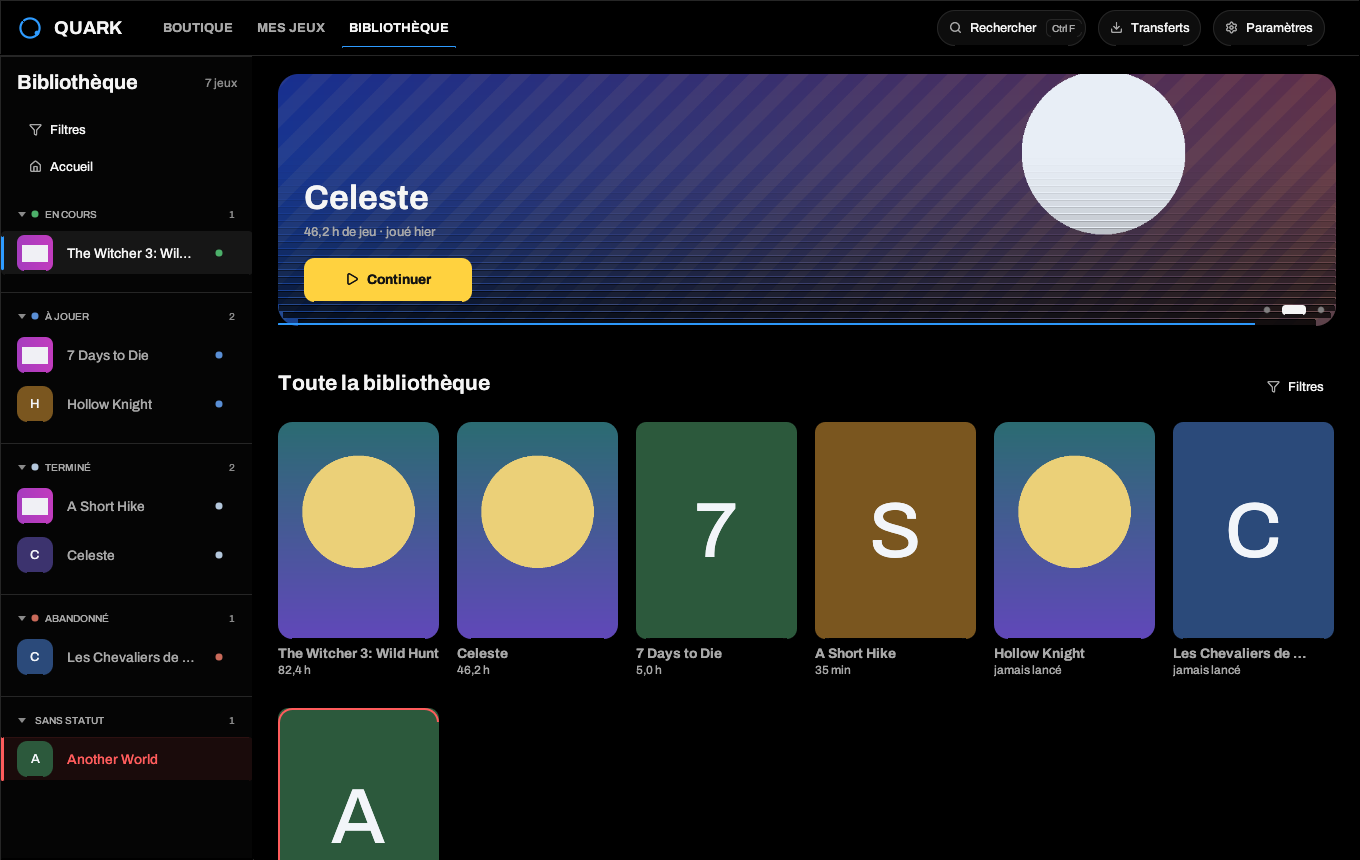 QUARK
BOUTIQUE
MES JEUX
BIBLIOTHÈQUE
Rechercher
Ctrl F
Transferts
Paramètres
Bibliothèque
7 jeux
Filtres
Accueil
EN COURS 1
The Witcher 3: Wil...
À JOUER 2
7 Days to Die
H
Hollow Knight
TERMINÉ 2
A Short Hike
C
Celeste
ABANDONNÉ 1
C
Les Chevaliers de ...
SANS STATUT 1
A
Another World
Celeste
46,2 h de jeu · joué hier
Continuer
Toute la bibliothèque
Filtres
7
S
C
The Witcher 3: Wild Hunt
82,4 h
Celeste
46,2 h
7 Days to Die
5,0 h
A Short Hike
35 min
Hollow Knight
jamais lancé
Les Chevaliers de ...
jamais lancé
A